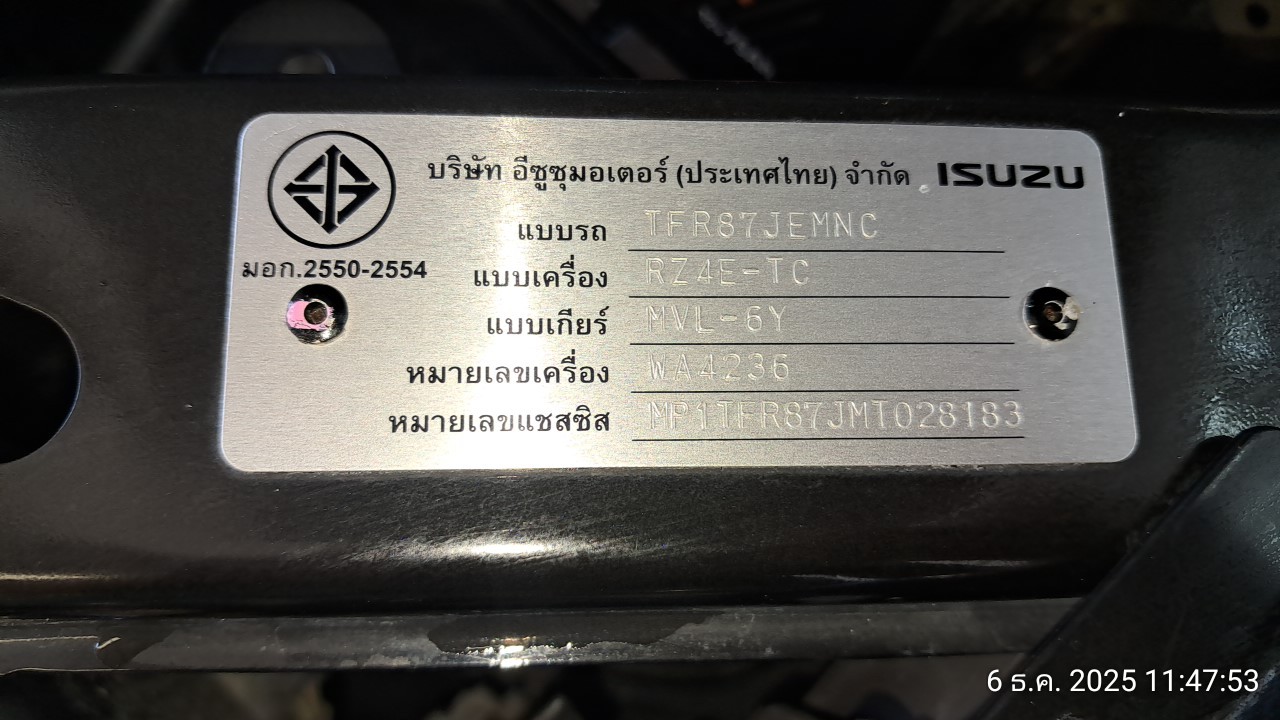 บริษัท อีซูซุมอเตอร์ (ประเทศไทย) จำกัด ISUZU
มอก.2550-2554
แบบรถ TFR87JEMNC
แบบเครื่อง RZ4E-TC
แบบเกียร์ MVL-6Y
หมายเลขเครื่อง WA4236
หมายเลขแชสซิส MP1TFR87JMT028183
6 ธ.ค. 2025 11:47:53